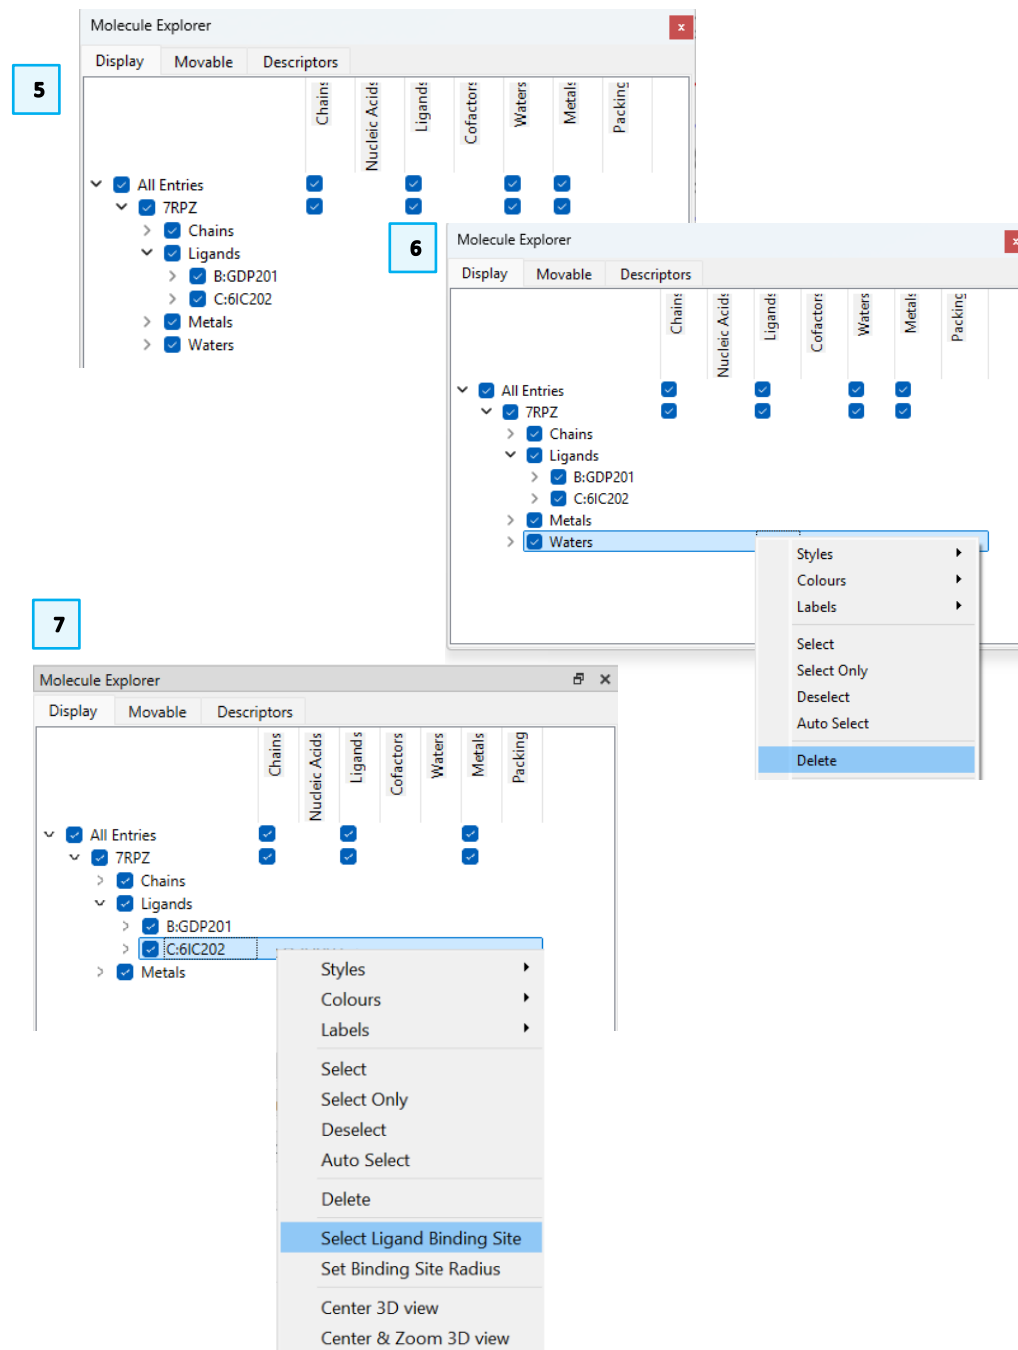 5
Molecule Explorer
x
Display Movable Descriptors
Chains Nucleic Acids Ligands Cofactors Waters Metals Packing
All Entries
7RPZ
Chains
Ligands
B:GDP201
C:6IC202
Metals
Waters
6
Molecule Explorer
x
Display Movable Descriptors
Chains Nucleic Acids Ligands Cofactors Waters Metals Packing
All Entries
7RPZ
Chains
Ligands
B:GDP201
C:6IC202
Metals
Waters
Styles
Colours
Labels
Select
Select Only
Deselect
Auto Select
Delete
7
Molecule Explorer
Display Movable Descriptors
Chains Nucleic Acids Ligands Cofactors Waters Metals Packing
All Entries
7RPZ
Chains
Ligands
B:GDP201
C:6IC202
Metals
Styles
Colours
Labels
Select
Select Only
Deselect
Auto Select
Delete
Select Ligand Binding Site
Set Binding Site Radius
Center 3D view
Center & Zoom 3D view